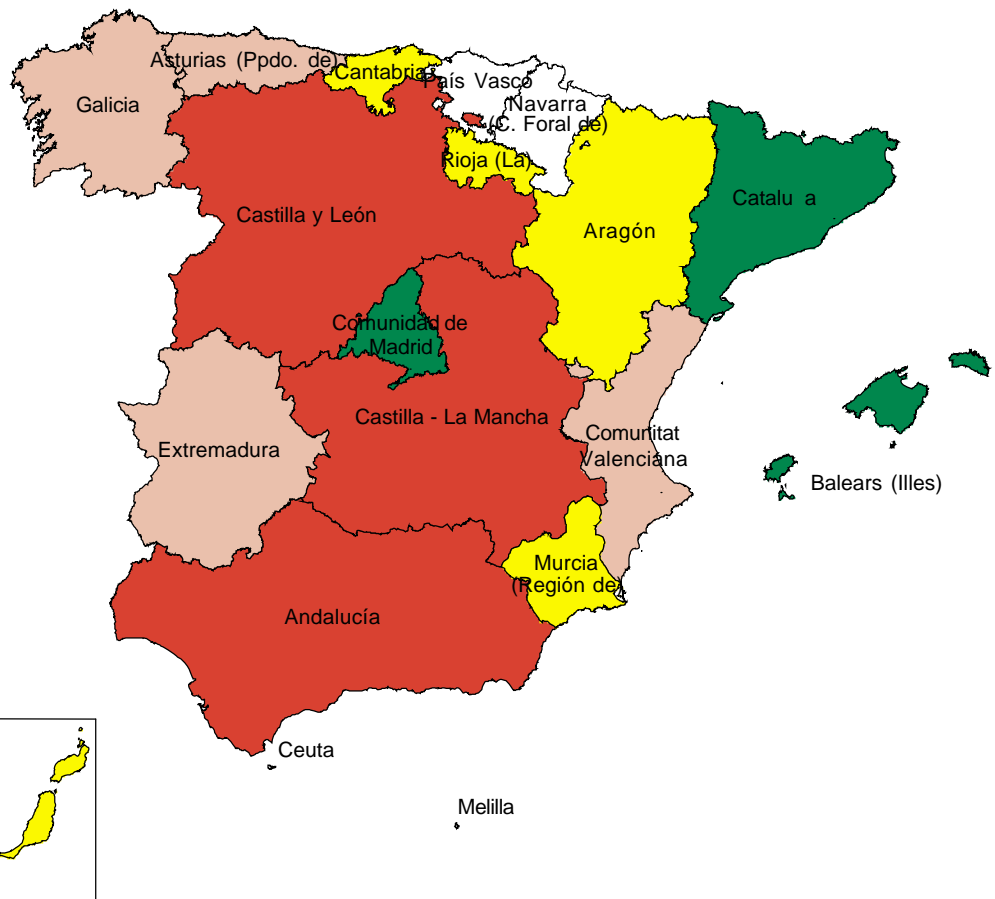 Asturias (Ppdo. de)
Cantabria
País Vasco
Galicia
Navarra
(C. Foral de)
Rioja (La)
Castilla y León
Aragón
Catalu a
Comunidad de
Madrid
Castilla - La Mancha
Extremadura
Comunitat
Valenciana
Balears (Illes)
Murcia
(Región de
Andalucía
Ceuta
Melilla